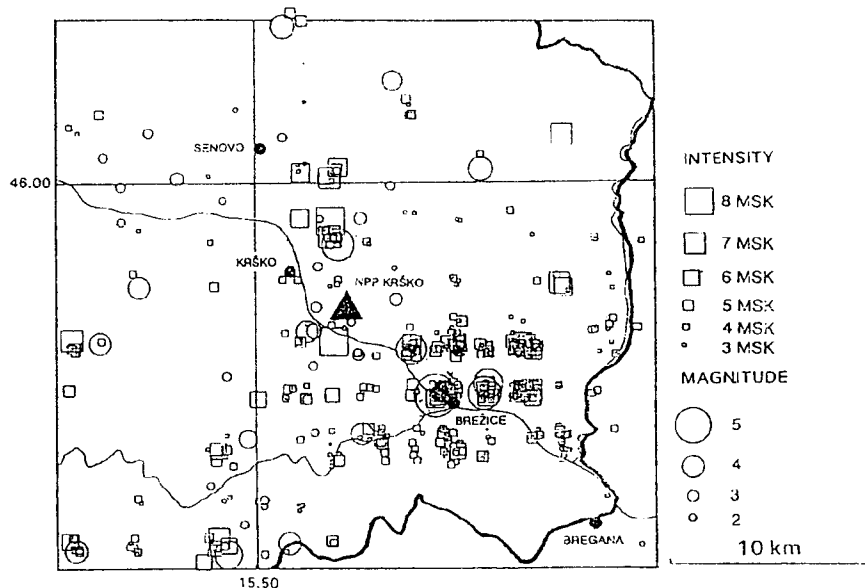 SENOVO
46.00
KRŠKO
NPP KRŠKO
BREŽICE
BREGANA
15.50
INTENSITY
8 MSK
7 MSK
6 MSK
5 MSK
4 MSK
3 MSK
MAGNITUDE
5
4
3
2
10 km